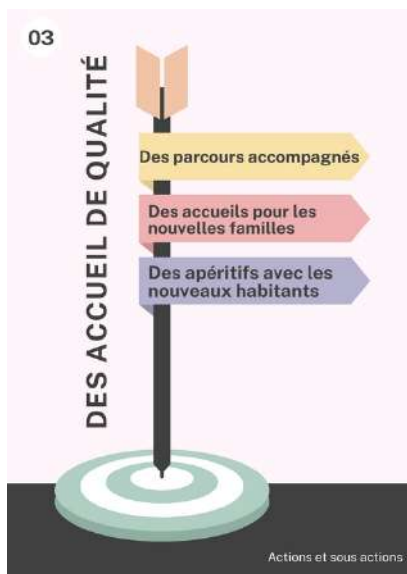 03
DES ACCUEIL DE QUALITÉ
Des parcours accompagnés
Des accueils pour les
nouvelles familles
Des apéritifs avec les
nouveaux habitants
Actions et sous actions